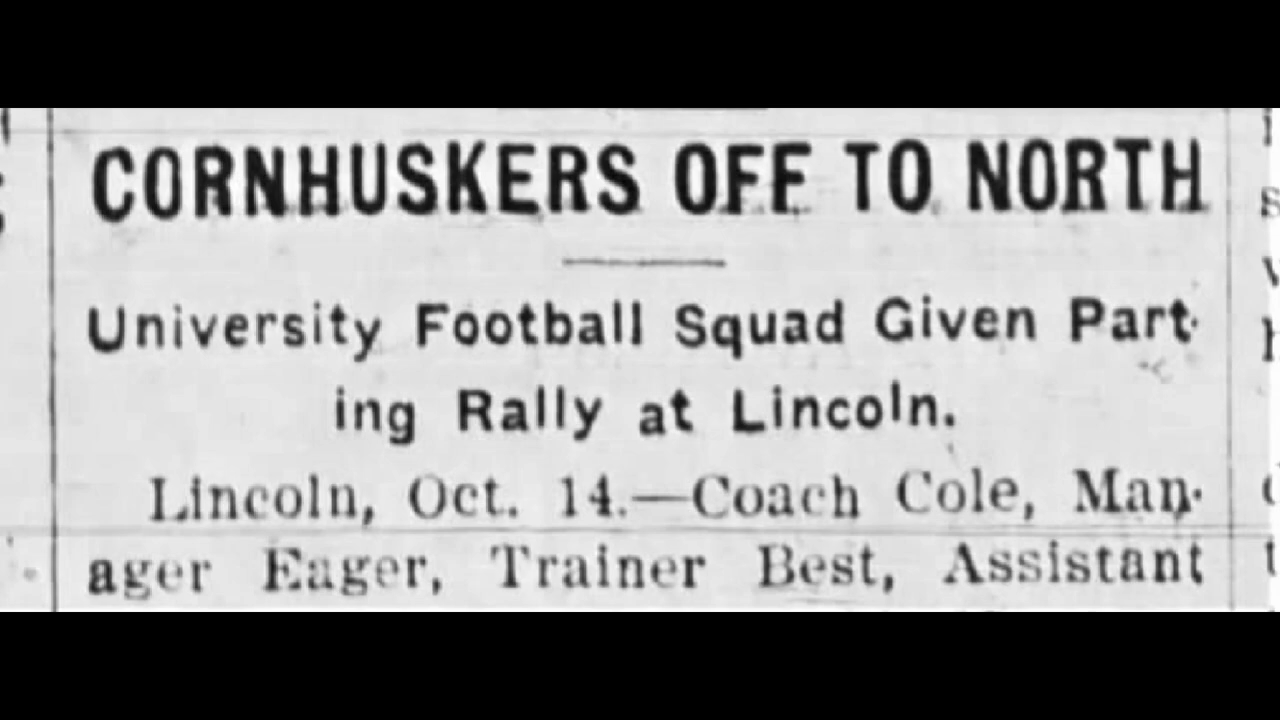 CORNHUSKERS OFF TO NORTH
University Football Squad Given Part-
ing Rally at Lincoln.
Lincoln, Oct. 14.—Coach Cole, Man-
ager Eager, Trainer Best, Assistant